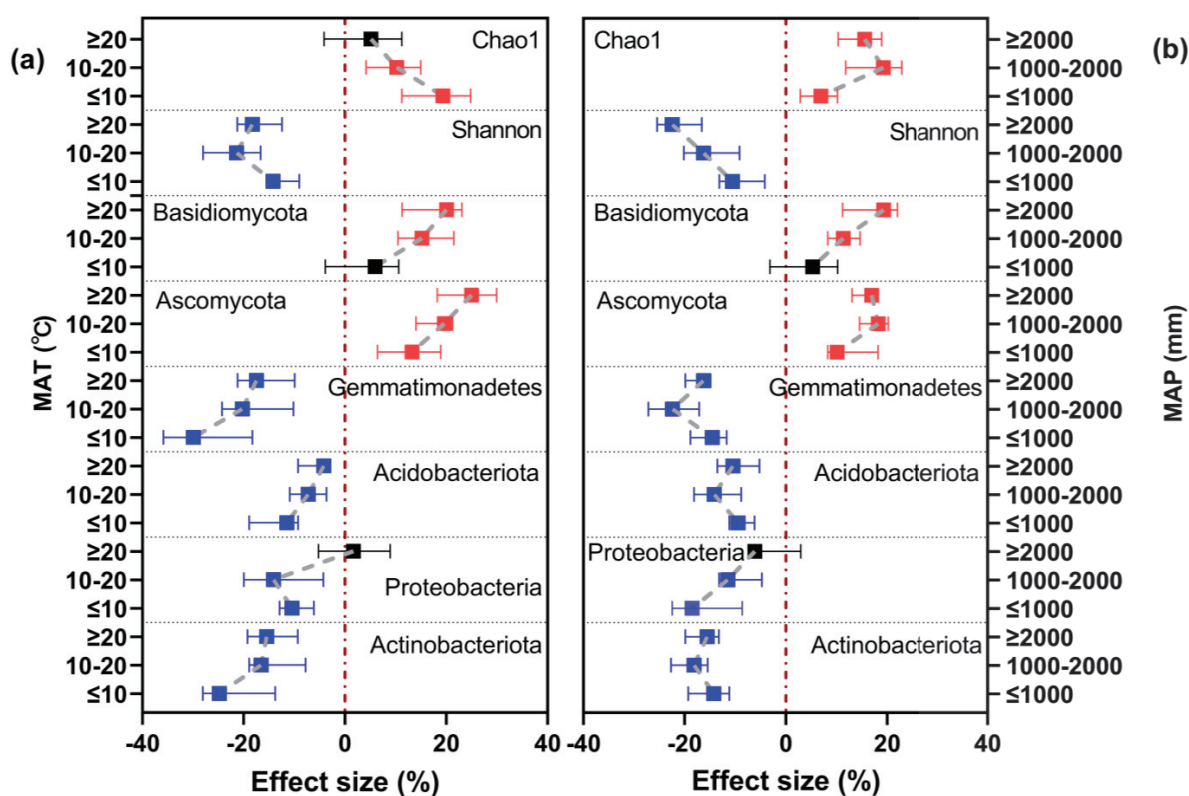 (a)
MAT (℃)
≥20
10-20
≤10
≥20
10-20
≤10
≥20
10-20
≤10
≥20
10-20
≤10
≥20
10-20
≤10
≥20
10-20
≤10
≥20
10-20
≤10
≥20
10-20
≤10
Chao1
Shannon
Basidiomycota
Ascomycota
Gemmatimonadetes
Acidobacteriota
Proteobacteria
Actinobacteriota
-40 -20 0 20 40
Effect size (%)
(b)
Chao1
Shannon
Basidiomycota
Ascomycota
Gemmatimonadetes
Acidobacteriota
Proteobacteria
Actinobacteriota
≥2000
1000-2000
≤1000
≥2000
1000-2000
≤1000
≥2000
1000-2000
≤1000
≥2000
1000-2000
≤1000
≥2000
1000-2000
≤1000
≥2000
1000-2000
≤1000
≥2000
1000-2000
≤1000
≥2000
1000-2000
≤1000
MAP (mm)
-40 -20 0 20 40
Effect size (%)